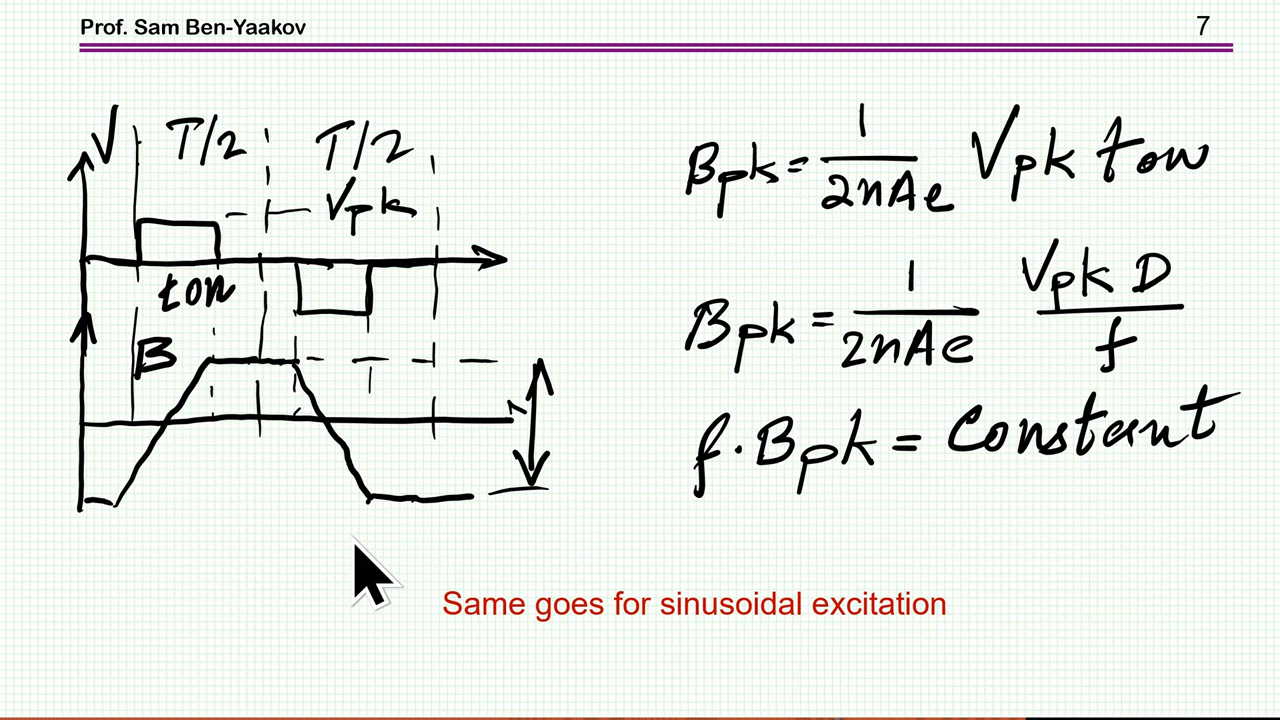 Prof. Sam Ben-Yaakov 7
V T/2 T/2
Vpk
ton
B
Bpk = 1/2nAe Vpk ton
Bpk = 1/2nAe Vpk D/f
f · Bpk = Constant
Same goes for sinusoidal excitation